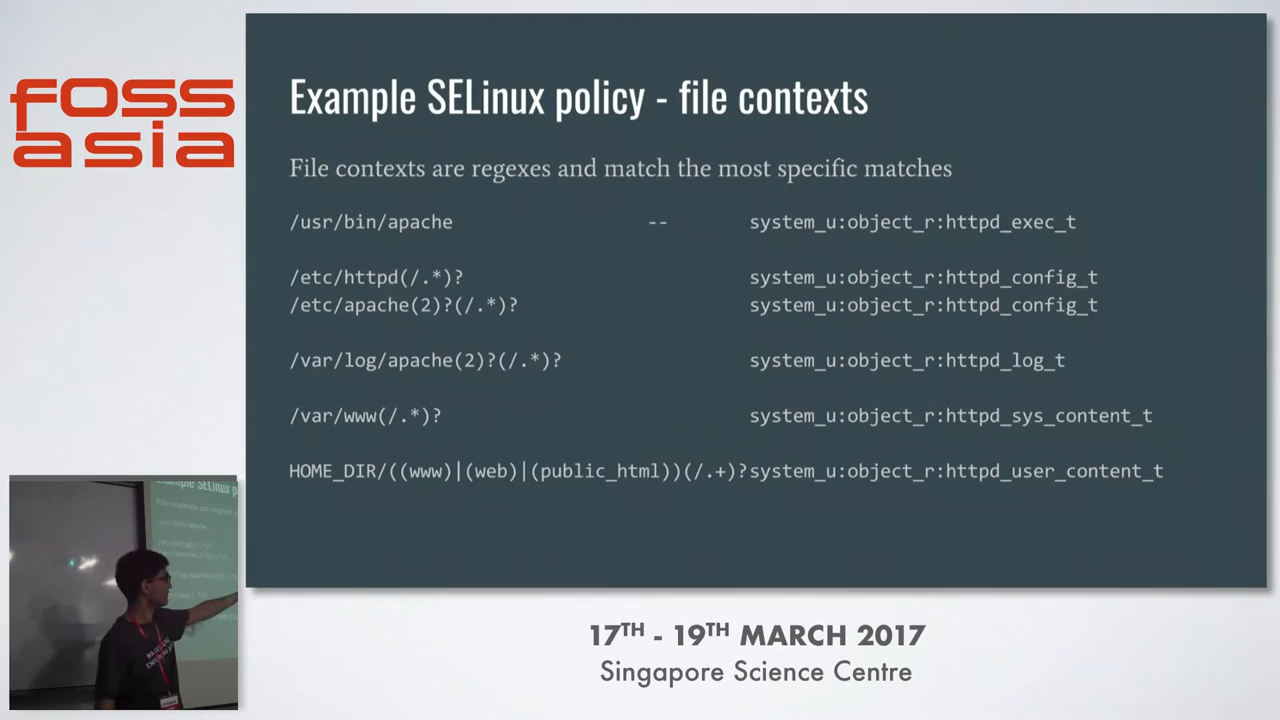 foss
asia
Example SELinux policy - file contexts
File contexts are regexes and match the most specific matches
/usr/bin/apache -- system_u:object_r:httpd_exec_t
/etc/httpd(/.*)? system_u:object_r:httpd_config_t
/etc/apache(2)?(/.*)? system_u:object_r:httpd_config_t
/var/log/apache(2)?(/.*)? system_u:object_r:httpd_log_t
/var/www(/.*)? system_u:object_r:httpd_sys_content_t
HOME_DIR/((www)|(web)|(public_html))(/.+)?system_u:object_r:httpd_user_content_t
17TH - 19TH MARCH 2017
Singapore Science Centre